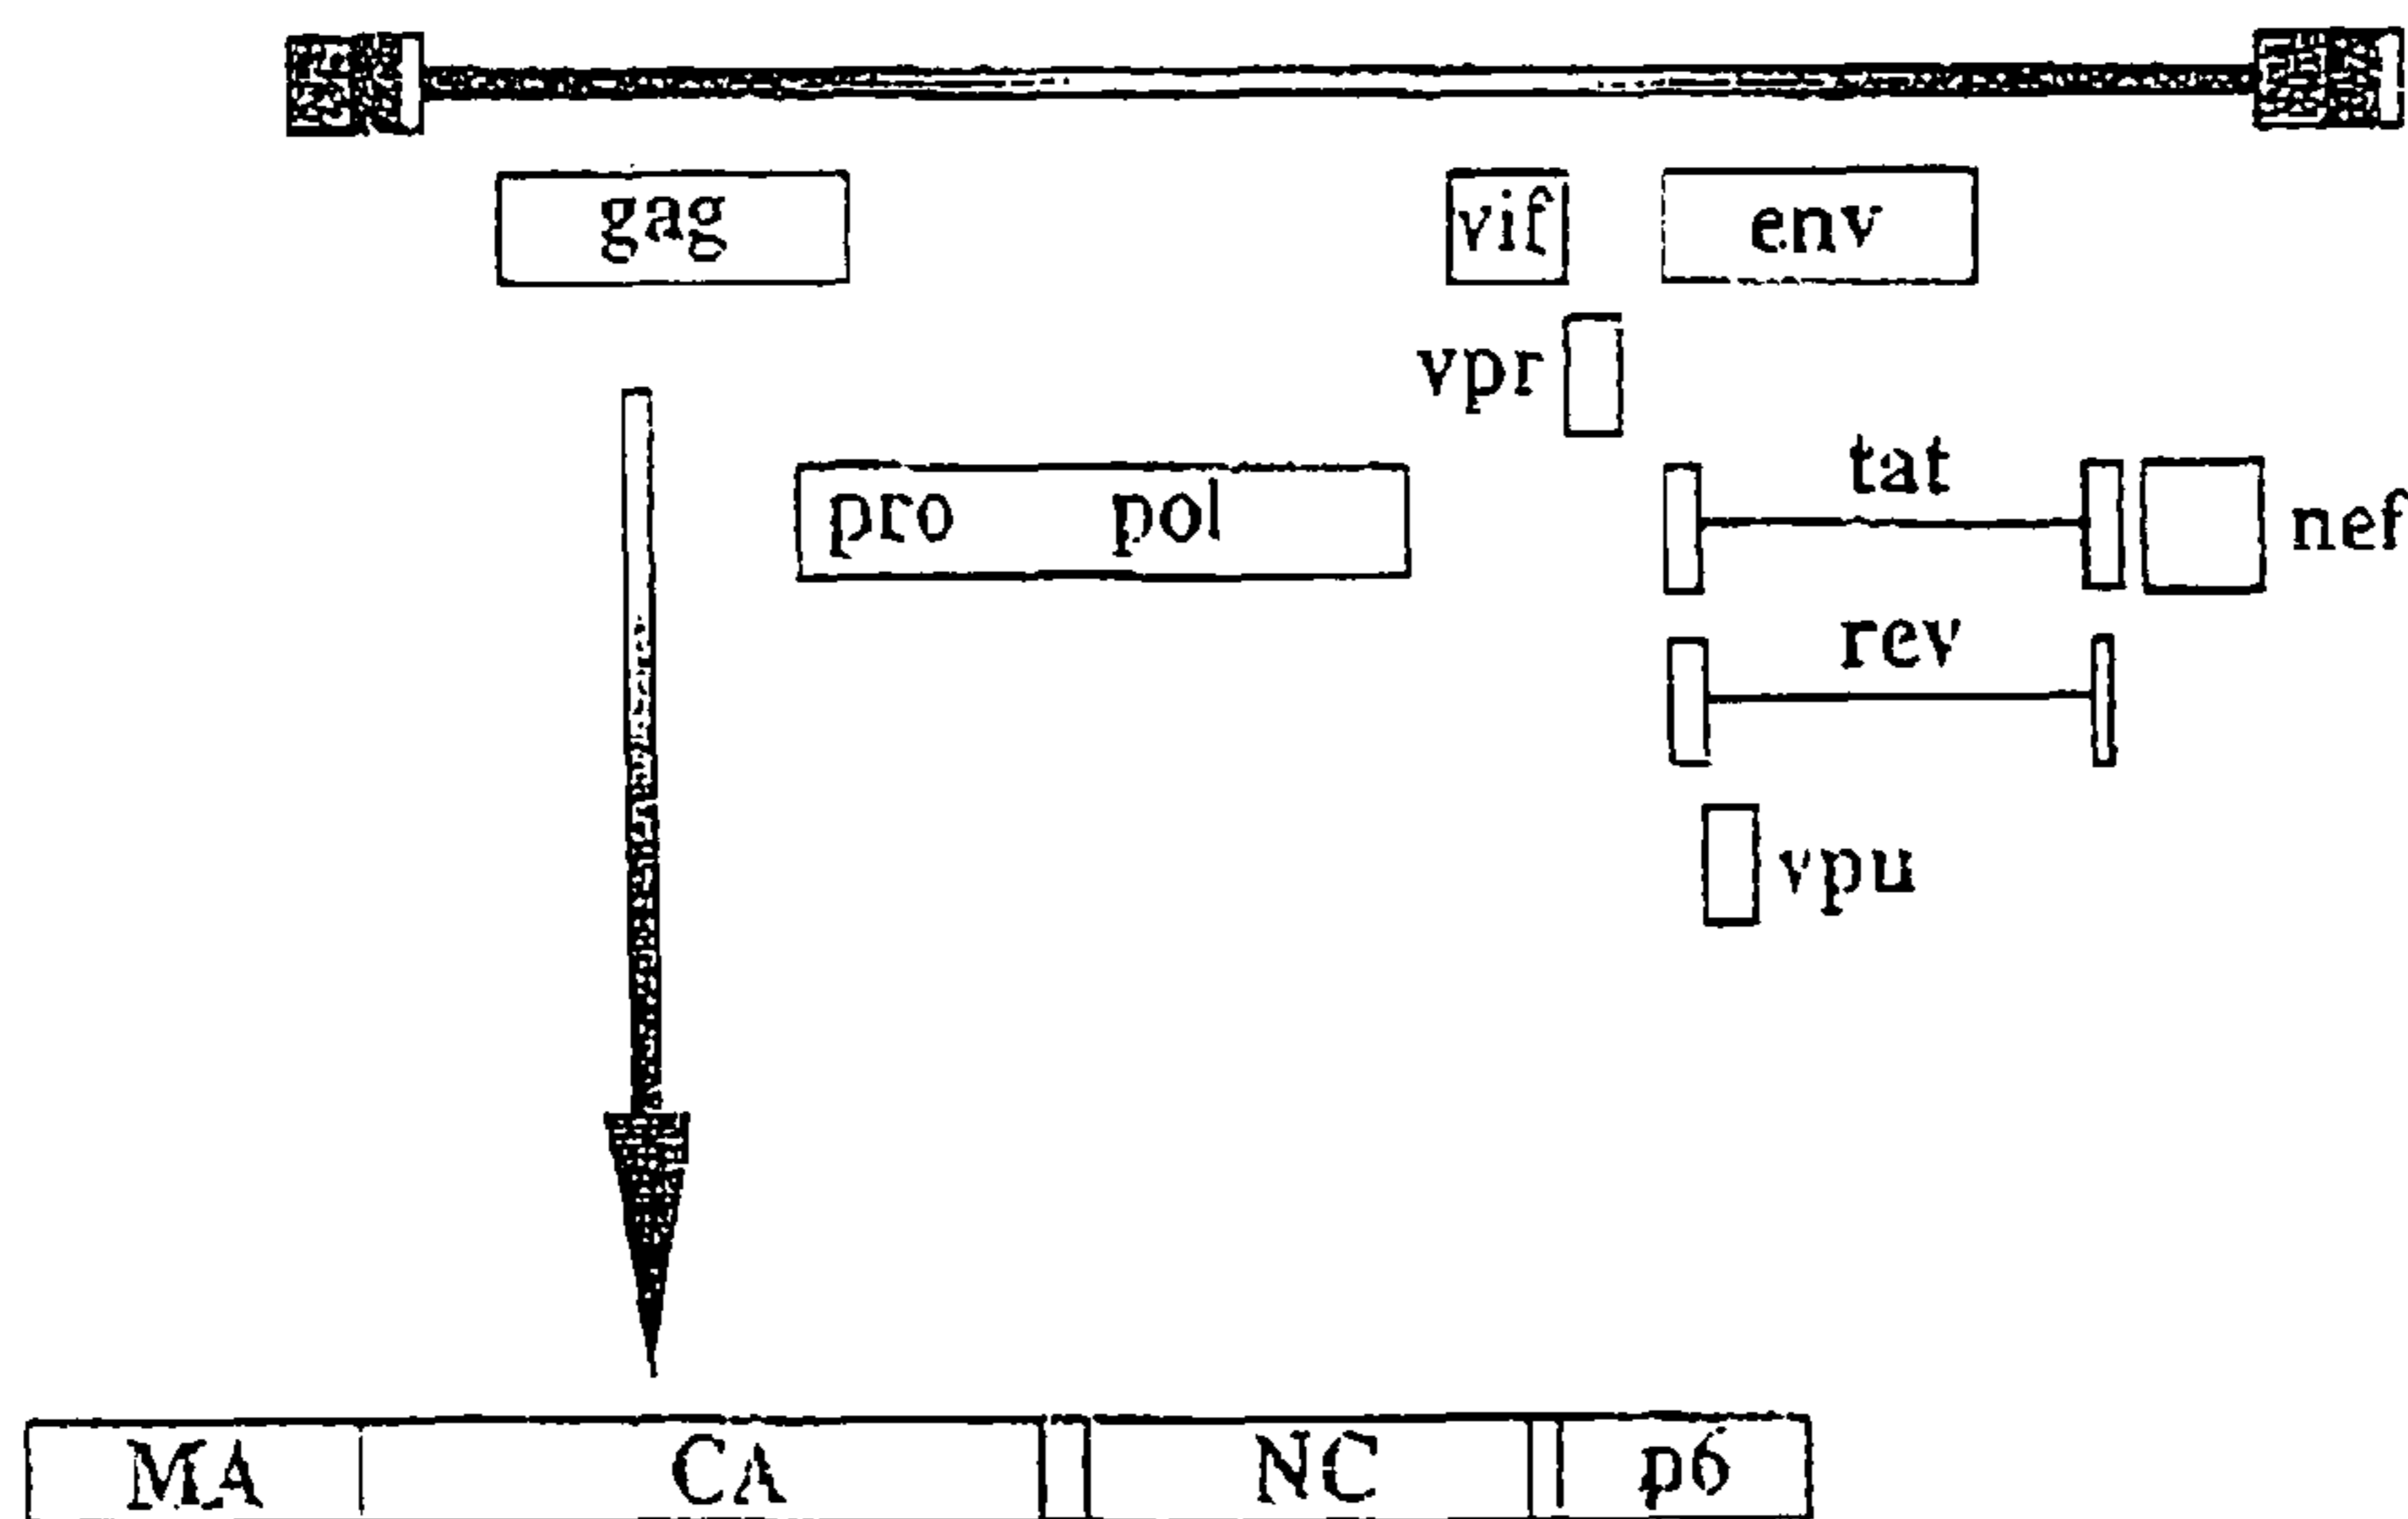 gag vif env
vpr
pro pol tat nef
rev
vpu
MA CA NC p6